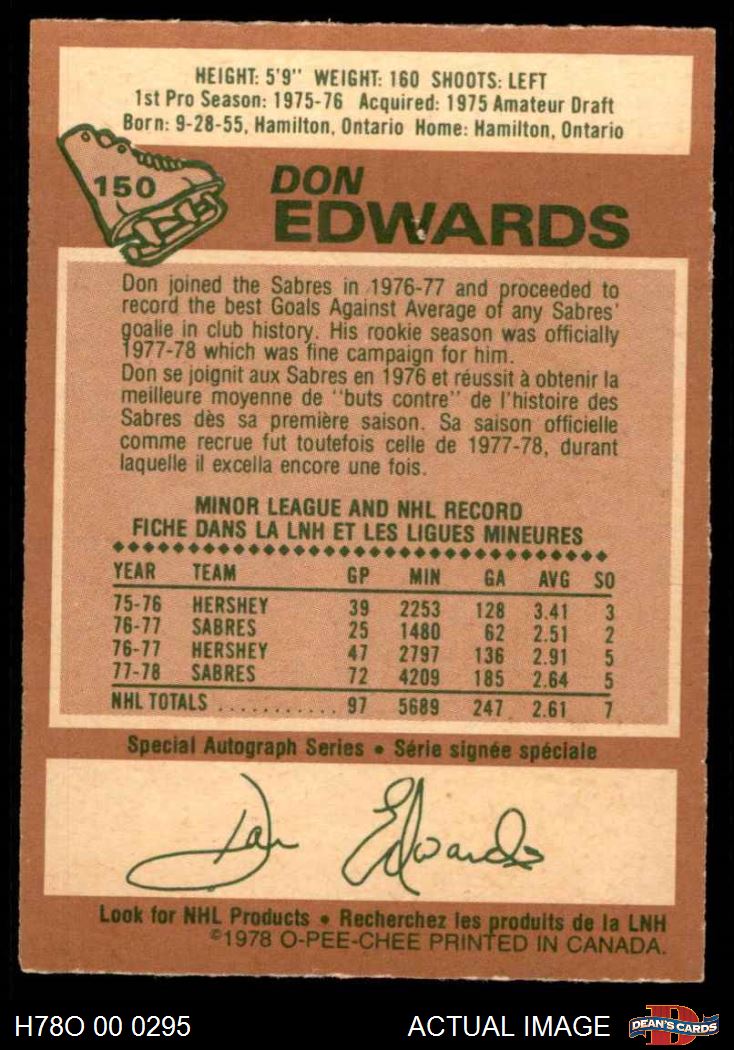 HEIGHT: 5'9" WEIGHT: 160 SHOOTS: LEFT
1st Pro Season: 1975-76 Acquired: 1975 Amateur Draft
Born: 9-28-55, Hamilton, Ontario Home: Hamilton, Ontario
150
DON
EDWARDS
Don joined the Sabres in 1976-77 and proceeded to
record the best Goals Against Average of any Sabres'
goalie in club history. His rookie season was officially
1977-78 which was fine campaign for him.
Don se joignit aux Sabres en 1976 et réussit à obtenir la
meilleure moyenne de "buts contre" de l'histoire des
Sabres dès sa première saison. Sa saison officielle
comme recrue fut toutefois celle de 1977-78, durant
laquelle il excella encore une fois.
MINOR LEAGUE AND NHL RECORD
FICHE DANS LA LNH ET LES LIGUES MINEURES
YEAR TEAM GP MIN GA AVG SO
75-76 HERSHEY 39 2253 128 3.41 3
76-77 SABRES 25 1480 62 2.51 2
76-77 HERSHEY 47 2797 136 2.91 5
77-78 SABRES 72 4209 185 2.64 5
NHL TOTALS ........... 97 5689 247 2.61 7
Special Autograph Series • Série signée spéciale
Don Edwards
Look for NHL Products • Recherchez les produits de la LNH
©1978 O-PEE-CHEE PRINTED IN CANADA.
H78O 00 0295 ACTUAL IMAGE DEAN'S CARDS